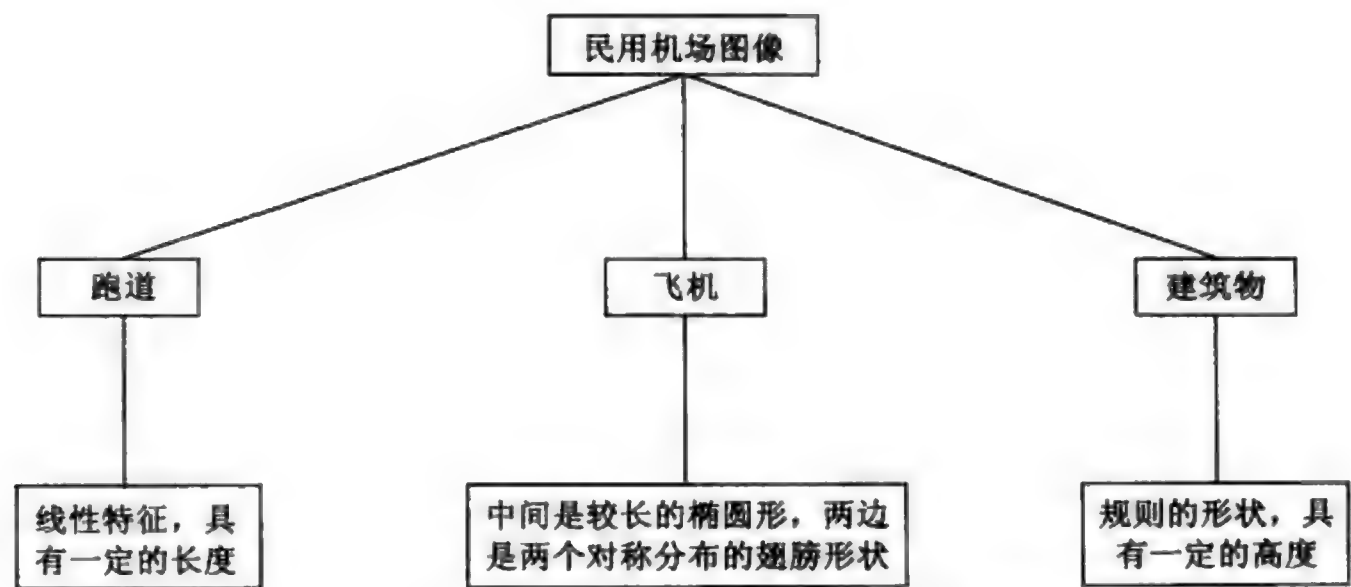 民用机场图像
跑道
飞机
建筑物
线性特征，具
有一定的长度
中间是较长的椭圆形，两边
是两个对称分布的翅膀形状
规则的形状，具
有一定的高度